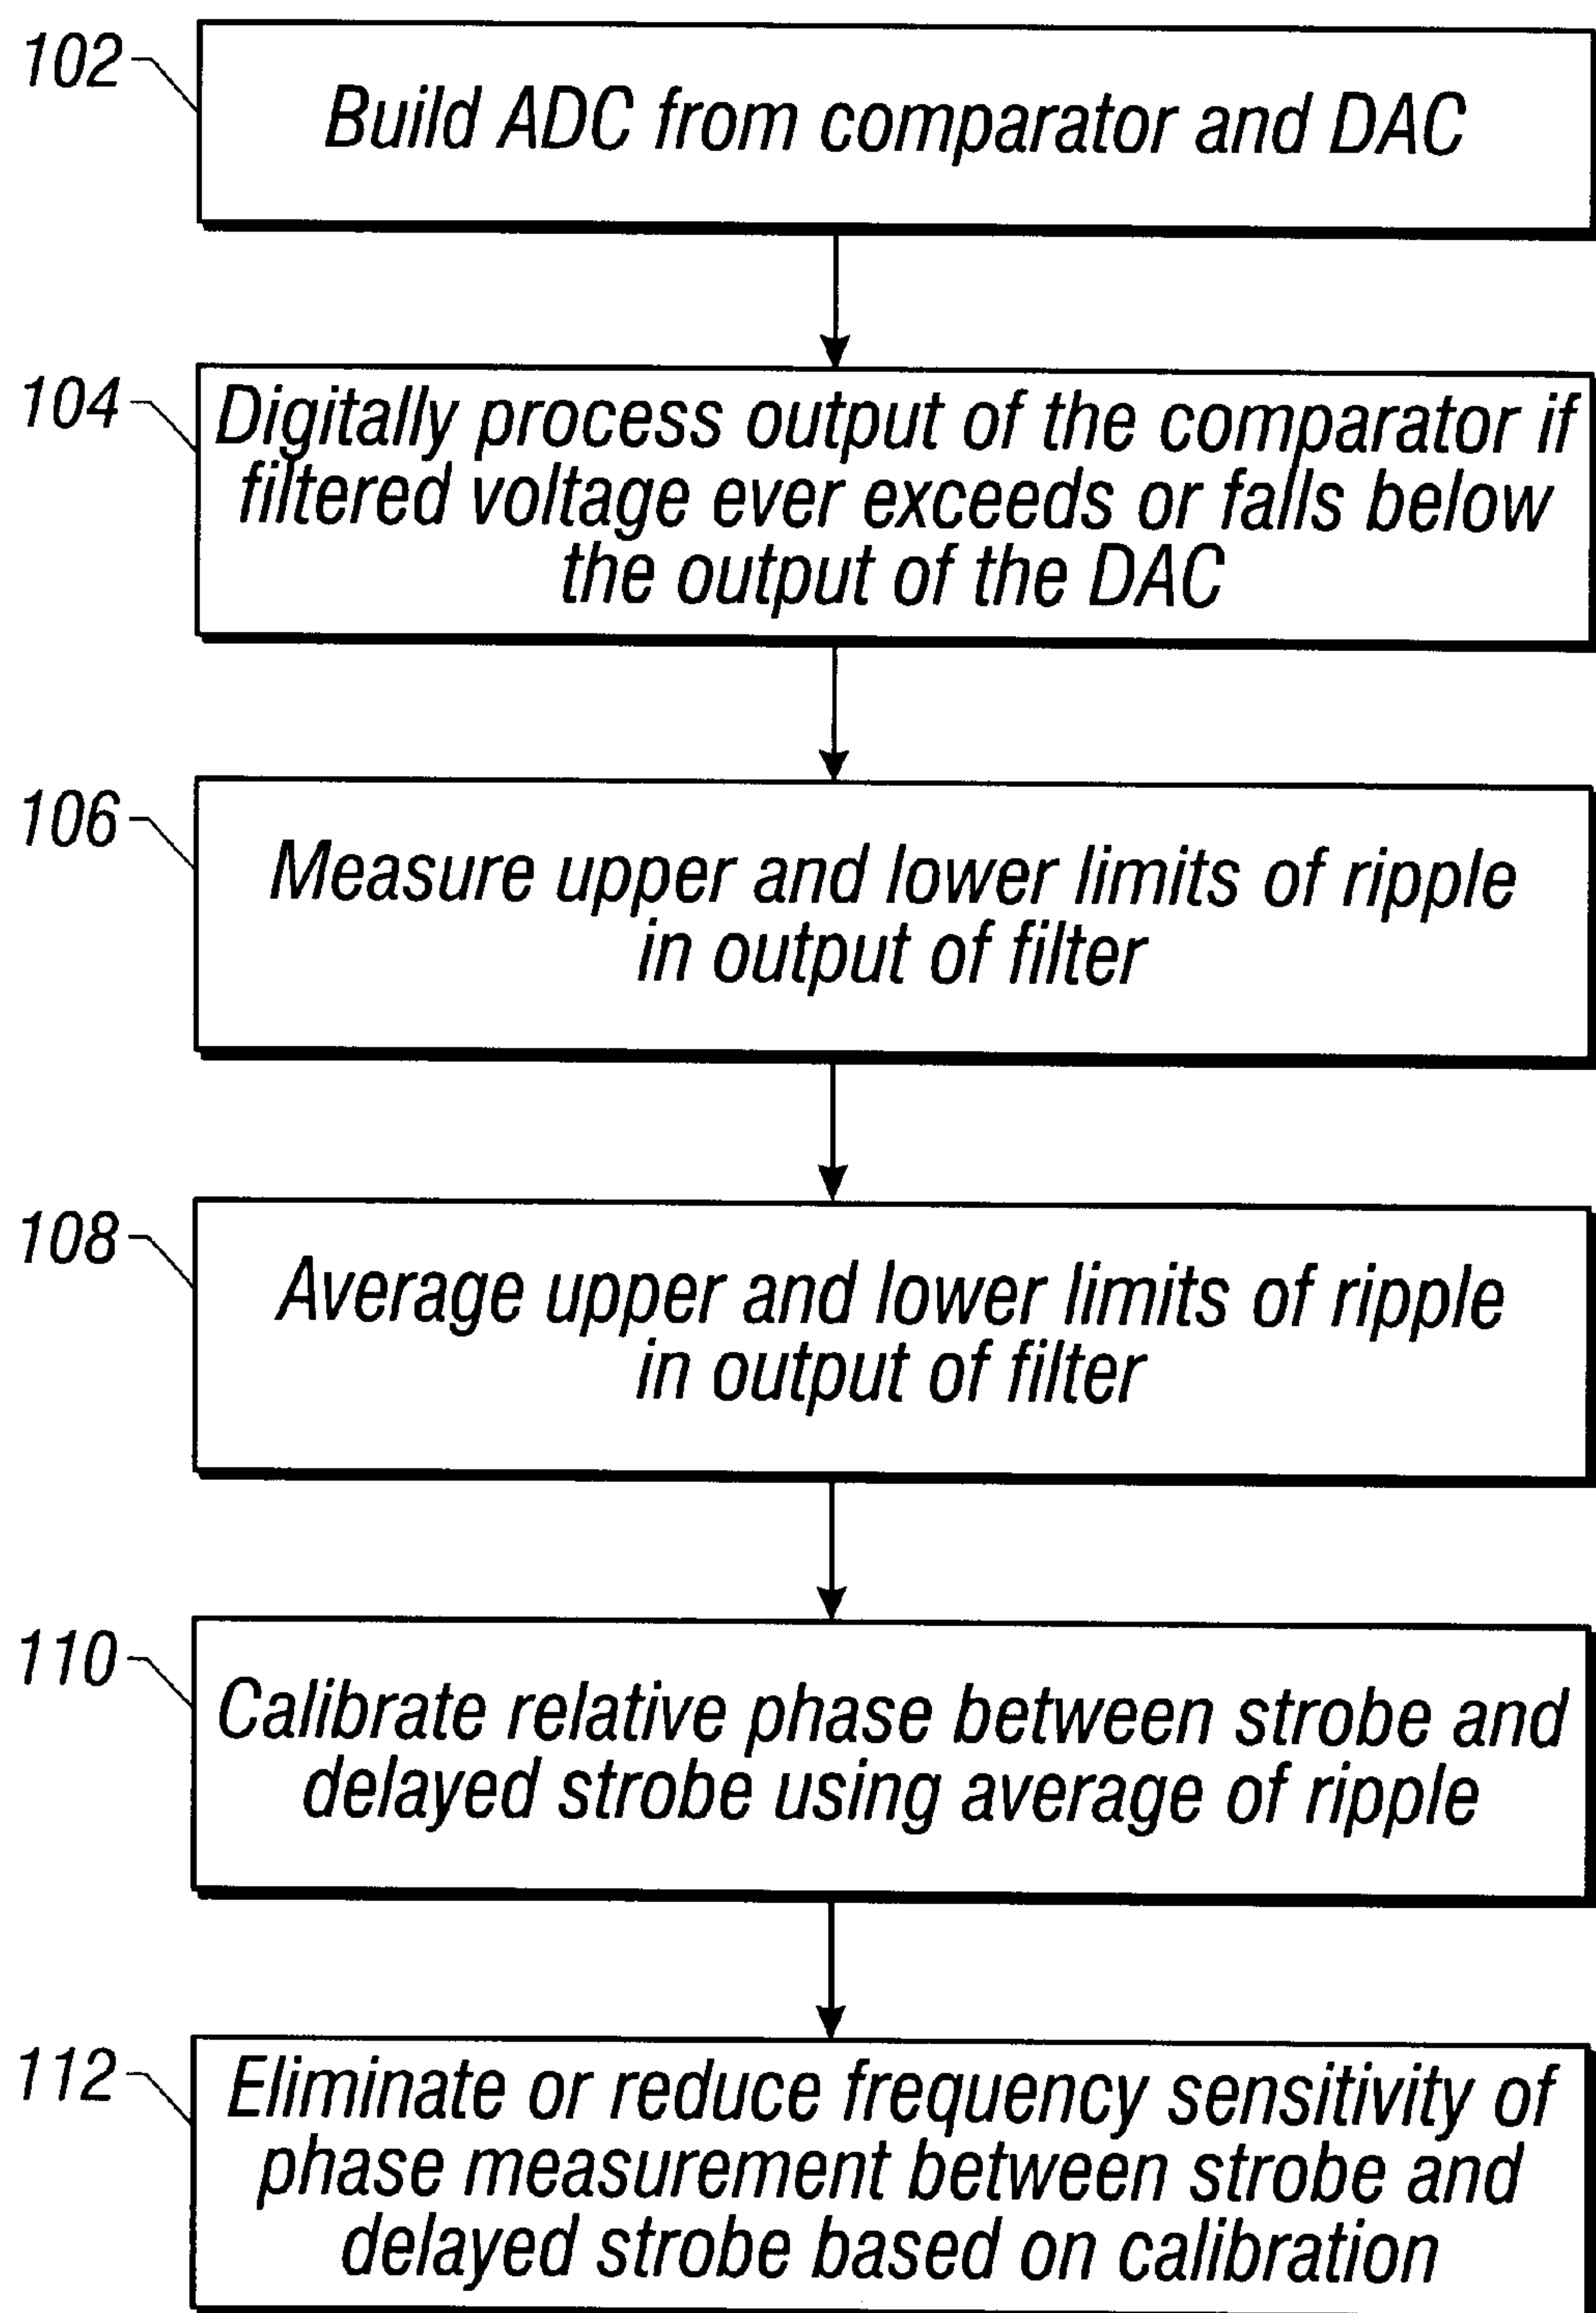 102
Build ADC from comparator and DAC
104
Digitally process output of the comparator if
filtered voltage ever exceeds or falls below
the output of the DAC
106
Measure upper and lower limits of ripple
in output of filter
108
Average upper and lower limits of ripple
in output of filter
110
Calibrate relative phase between strobe and
delayed strobe using average of ripple
112
Eliminate or reduce frequency sensitivity of
phase measurement between strobe and
delayed strobe based on calibration